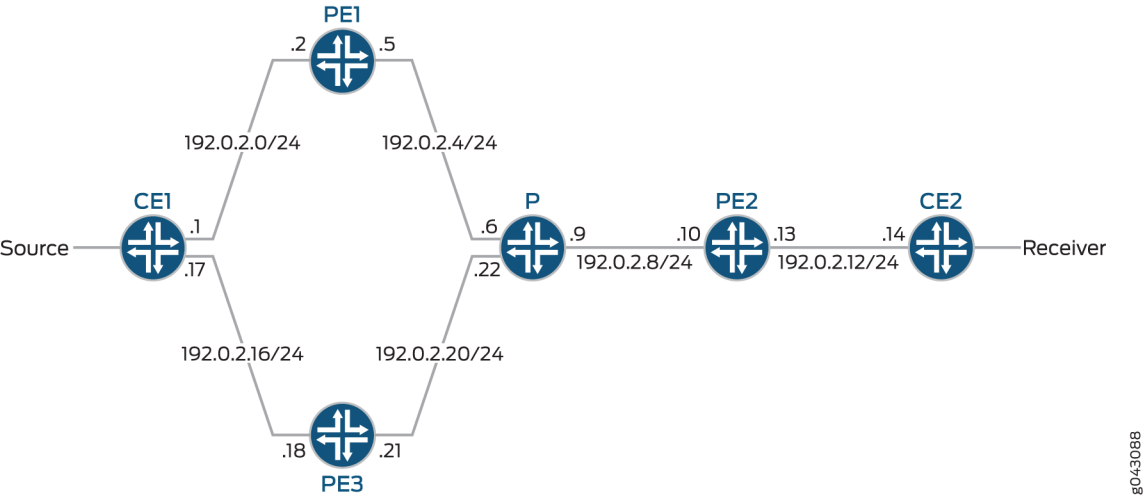 PE1
.2
.5
192.0.2.0/24
192.0.2.4/24
CE1
P
PE2
CE2
.1
.6
.9
.10
.13
.14
Source
Receiver
.17
.22
192.0.2.8/24
192.0.2.12/24
192.0.2.16/24
192.0.2.20/24
.18
.21
PE3
g043088